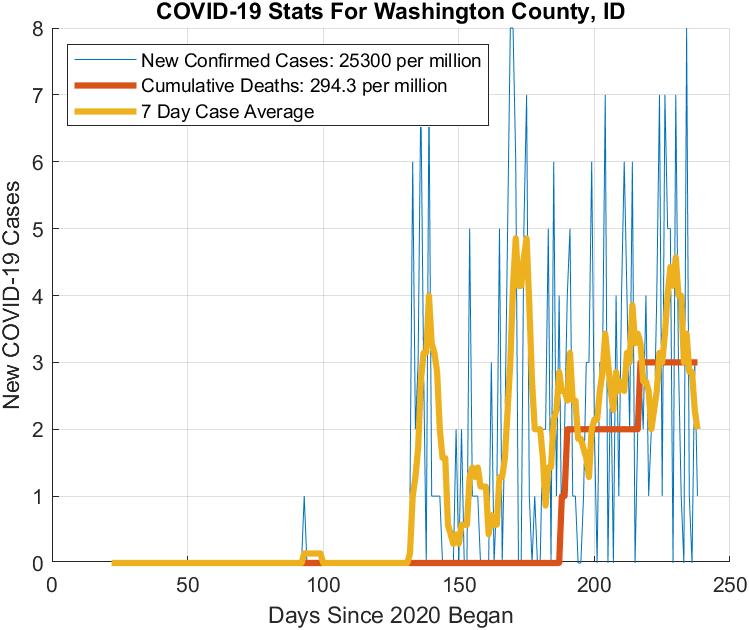 COVID-19 Stats For Washington County, ID
New Confirmed Cases: 25300 per million
Cumulative Deaths: 294.3 per million
7 Day Case Average
New COVID-19 Cases
8
7
6
5
4
3
2
1
0
0 50 100 150 200 250
Days Since 2020 Began